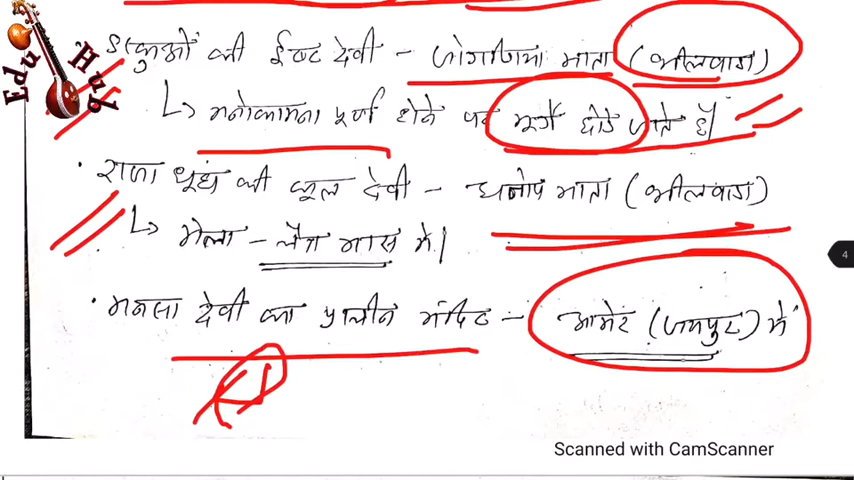 Edu Hub
डाकुओं की ईष्ट देवी - जोगणिया माता (भीलवाडा)
↳ मनोकामना पूर्ण होने पर मुर्गे छोडे जाते है।
• राजा धूंध की कूल देवी - धनोप माता (भीलवाडा)
↳ मेला - चैत्र मास मे।
• मनसा देवी का प्राचीन मंदिर - आमेर (जयपुर) मे
4
Scanned with CamScanner